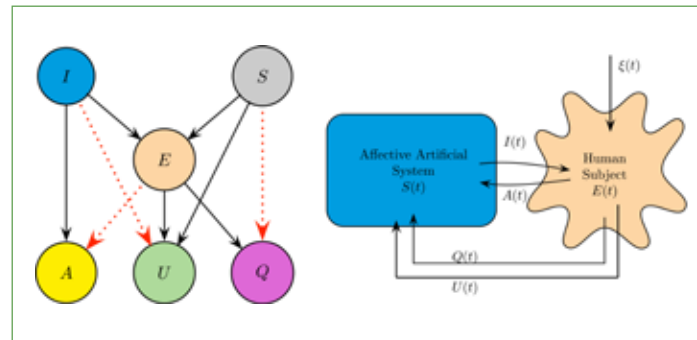 I
S
E
A
U
Q
ξ(t)
Affective Artificial
System
S(t)
I(t)
A(t)
Human
Subject
E(t)
Q(t)
U(t)